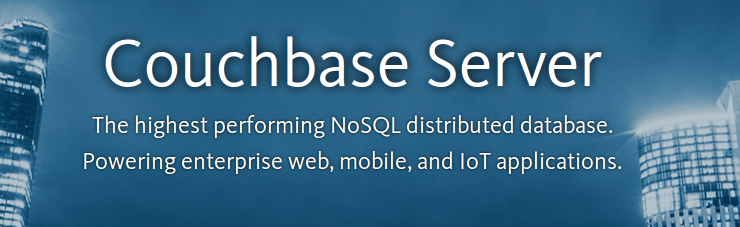 Couchbase Server
The highest performing NoSQL distributed database.
Powering enterprise web, mobile, and IoT applications.